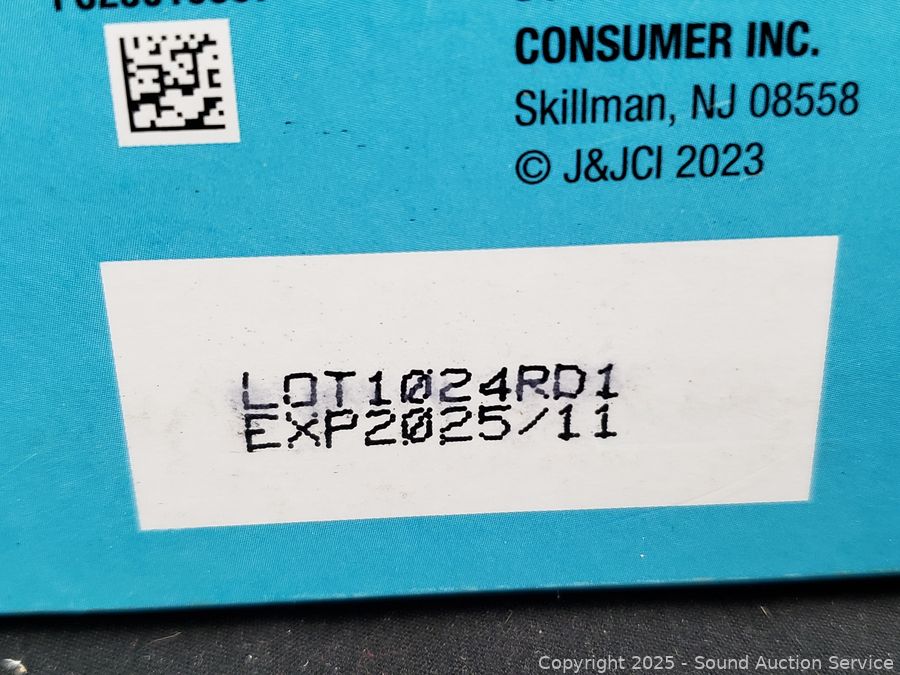 CONSUMER INC.
Skillman, NJ 08558
© J&JCI 2023
LOT1024RD1
EXP2025/11
Copyright 2025 - Sound Auction Service